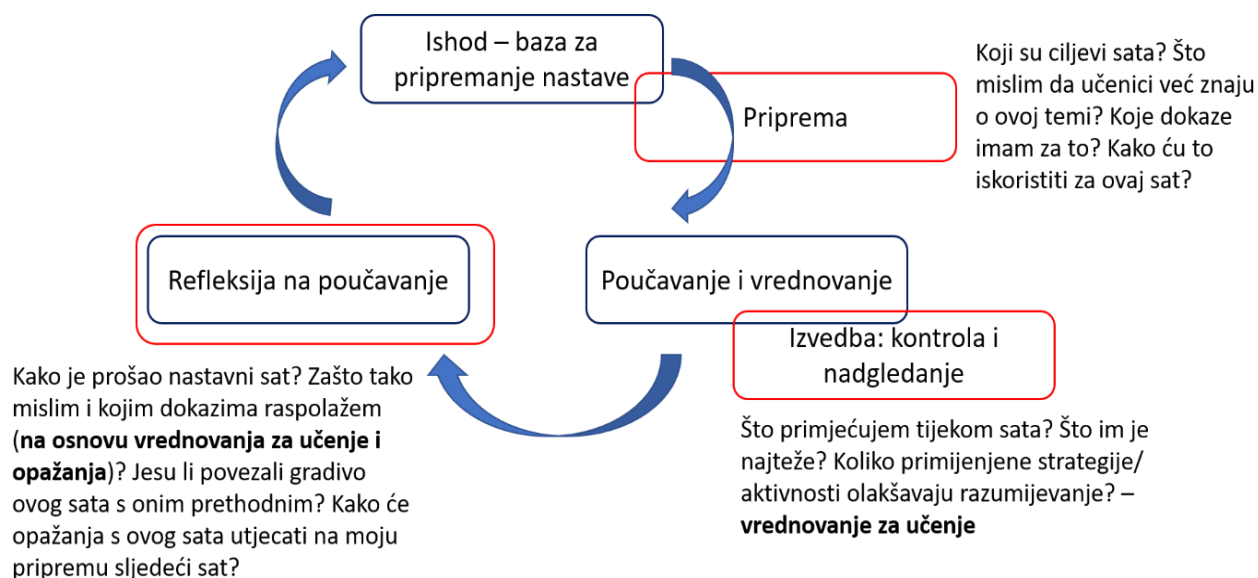 Ishod – baza za
pripremanje nastave
Priprema
Koji su ciljevi sata? Što
mislim da učenici već znaju
o ovoj temi? Koje dokaze
imam za to? Kako ću to
iskoristiti za ovaj sat?
Poučavanje i vrednovanje
Izvedba: kontrola i
nadgledanje
Što primjećujem tijekom sata? Što im je
najteže? Koliko primijenjene strategije/
aktivnosti olakšavaju razumijevanje? –
vrednovanje za učenje
Refleksija na poučavanje
Kako je prošao nastavni sat? Zašto tako
mislim i kojim dokazima raspolažem
(na osnovu vrednovanja za učenje i
opažanja)? Jesu li povezali gradivo
ovog sata s onim prethodnim? Kako će
opažanja s ovog sata utjecati na moju
pripremu sljedeći sat?